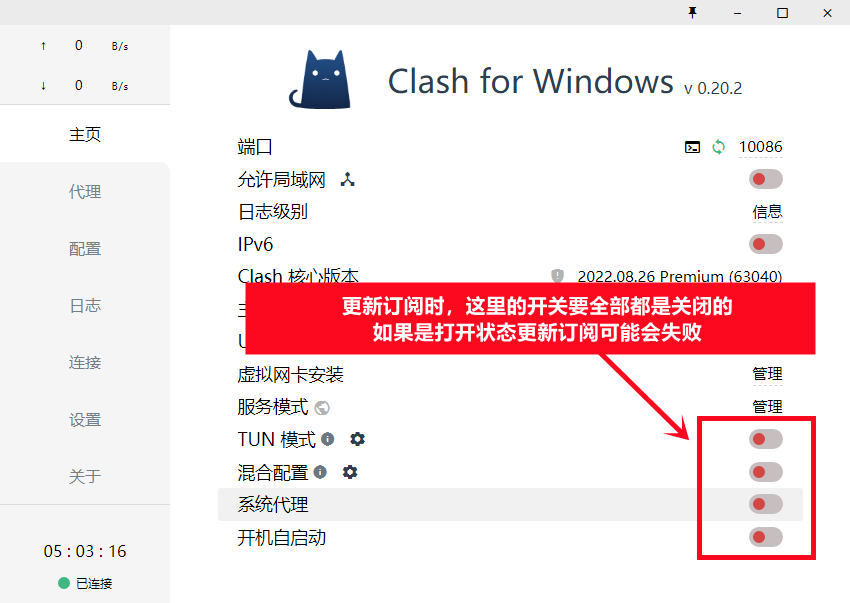 ↑ 0 B/s
↓ 0 B/s
主页
代理
配置
日志
连接
设置
关于
05 : 03 : 16
已连接
Clash for Windows v 0.20.2
端口 10086
允许局域网
日志级别 信息
IPv6
Clash 核心版本 2022.08.26 Premium (63040)
更新订阅时，这里的开关要全部都是关闭的
如果是打开状态更新订阅可能会失败
虚拟网卡安装 管理
服务模式 管理
TUN 模式
混合配置
系统代理
开机自启动